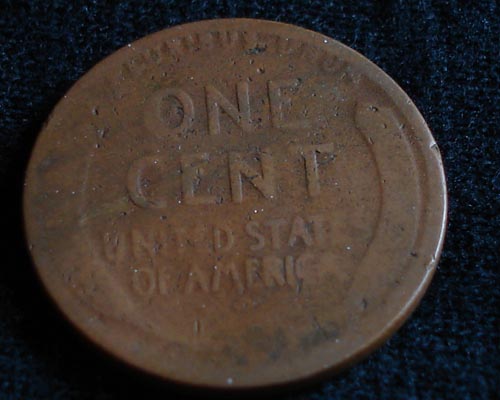 ONE
CENT
UNITED STATES
OF AMERICA